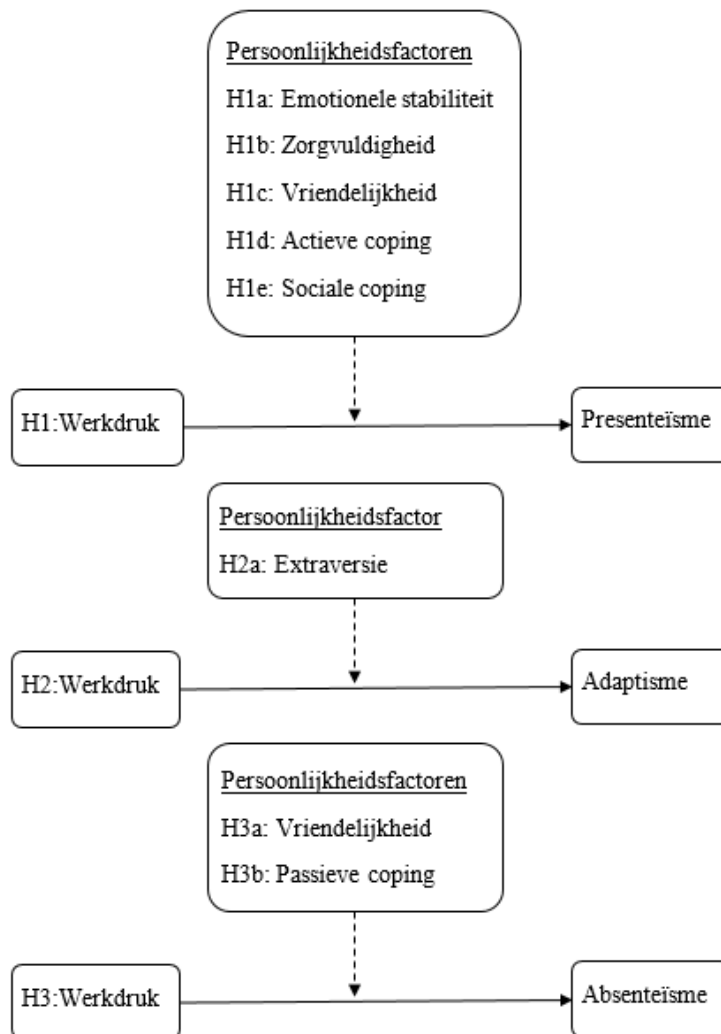 Persoonlijkheidsfactoren
H1a: Emotionele stabiliteit
H1b: Zorgvuldigheid
H1c: Vriendelijkheid
H1d: Actieve coping
H1e: Sociale coping
H1:Werkdruk
Presenteïsme
Persoonlijkheidsfactor
H2a: Extraversie
H2:Werkdruk
Adaptisme
Persoonlijkheidsfactoren
H3a: Vriendelijkheid
H3b: Passieve coping
H3:Werkdruk
Absenteïsme